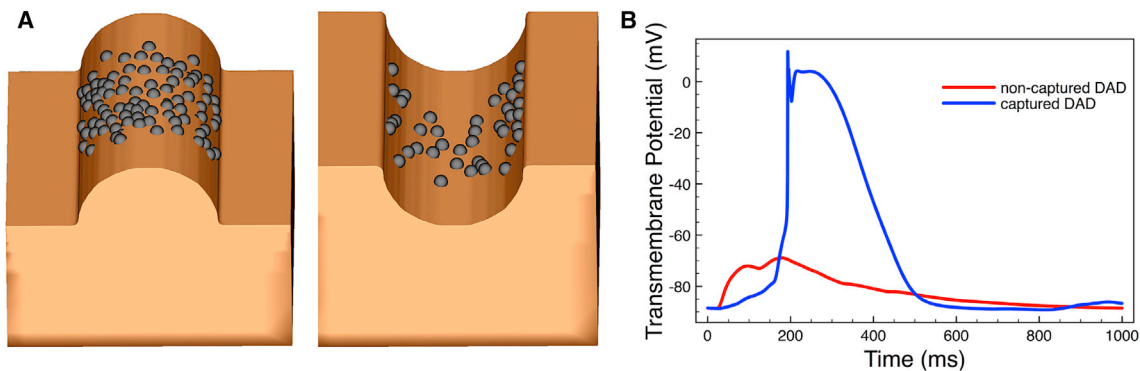 A
B
Transmembrane Potential (mV)
0
-20
-40
-60
-80
non-captured DAD
captured DAD
0
200
400
600
800
1000
Time (ms)